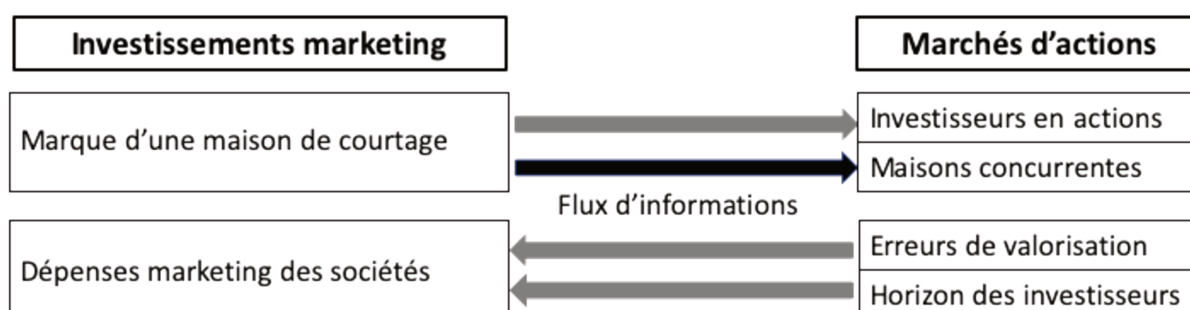 Investissements marketing
Marchés d'actions
Marque d'une maison de courtage
Investisseurs en actions
Maisons concurrentes
Flux d'informations
Dépenses marketing des sociétés
Erreurs de valorisation
Horizon des investisseurs